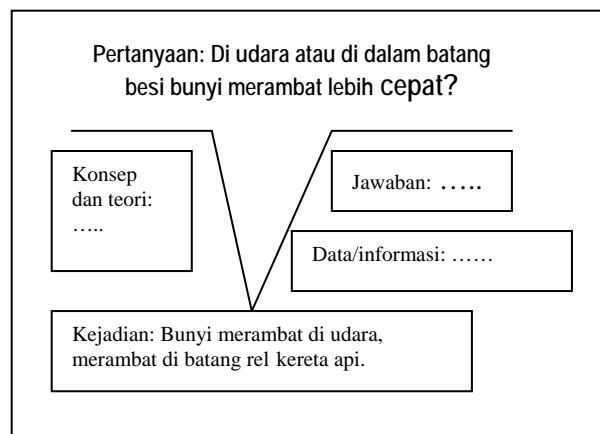 Pertanyaan: Di udara atau di dalam batang
besi bunyi merambat lebih cepat?
Konsep
dan teori:
…..
Jawaban: …..
Data/informasi: ……
Kejadian: Bunyi merambat di udara,
merambat di batang rel kereta api.